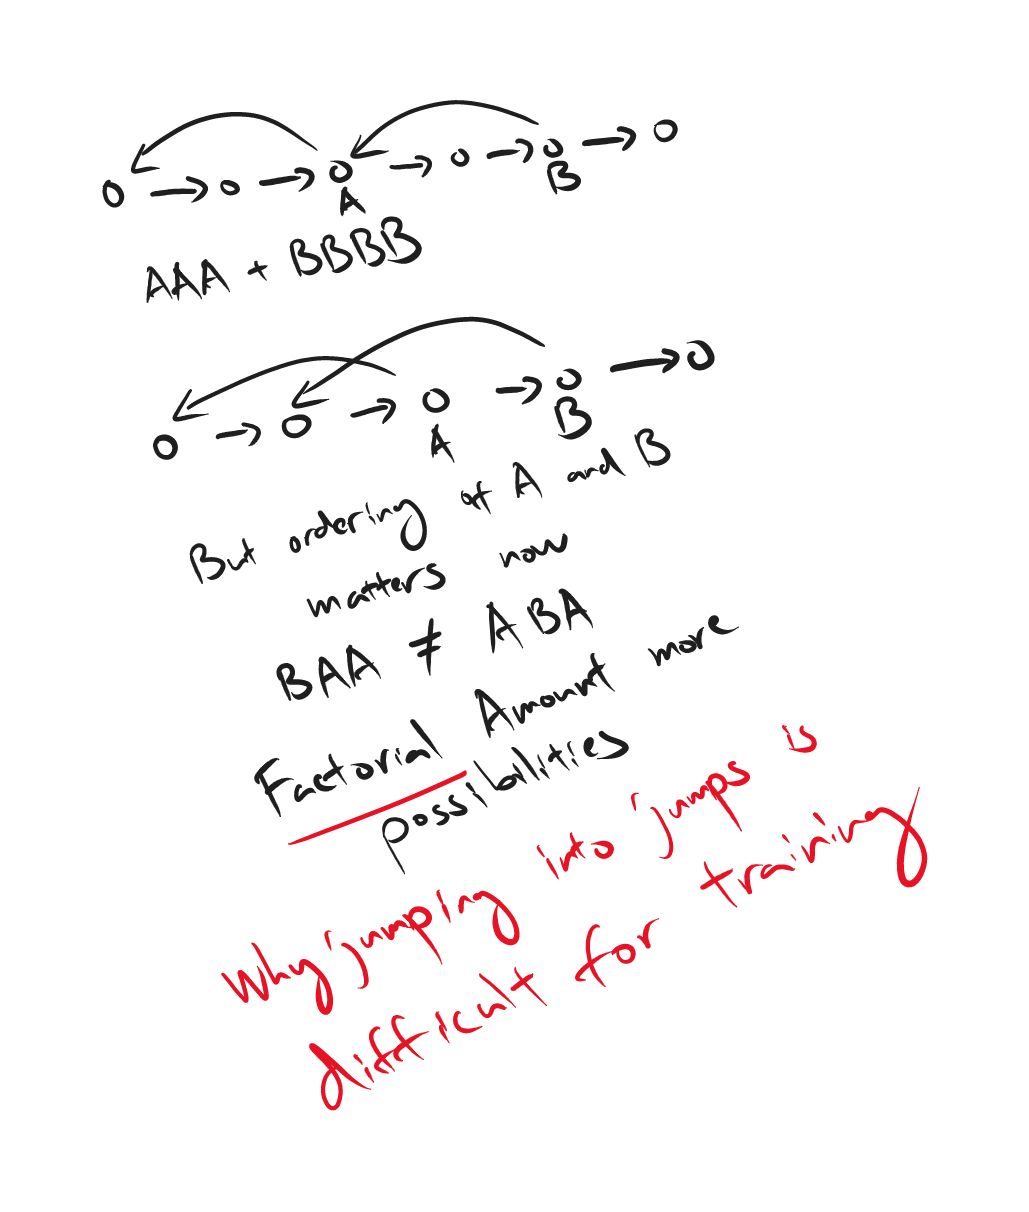 A
B
AAA + BBBB
A
B
But ordering of A and B
matters now
BAA ≠ ABA
Factorial Amount more
possibilities
Why jumping into jumps is
difficult for training